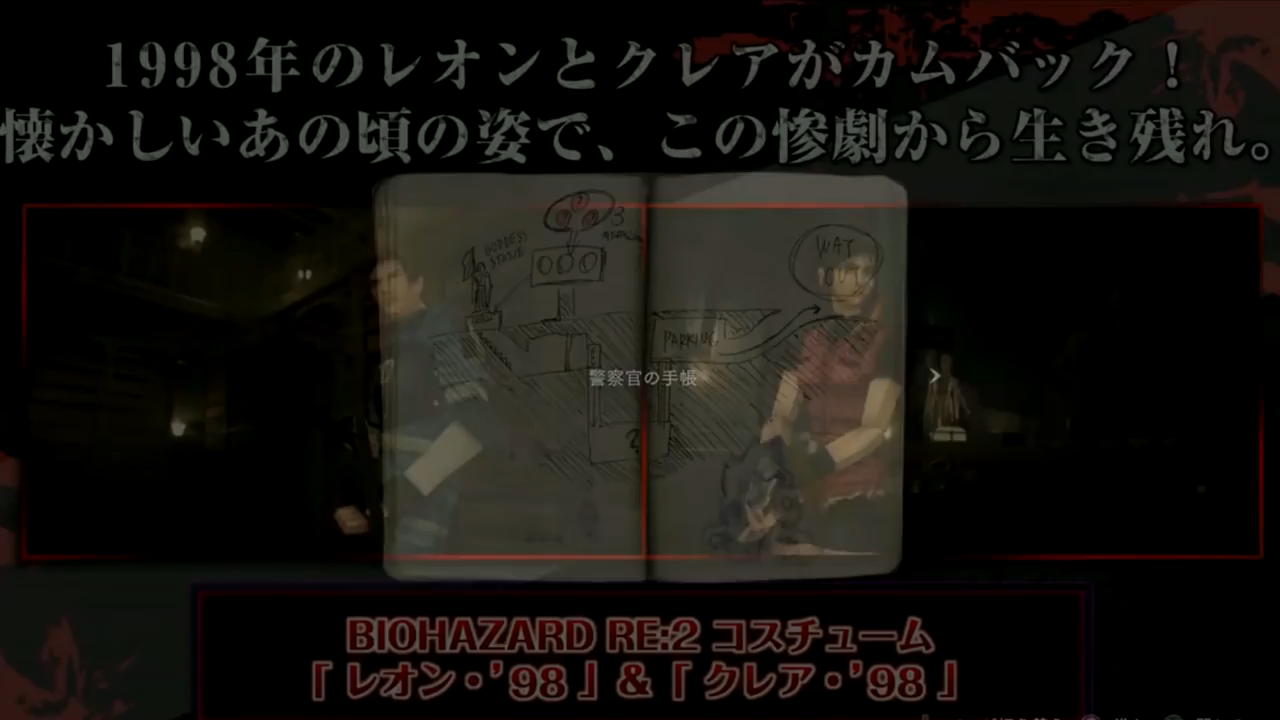 1998年のレオンとクレアがカムバック！
懐かしいあの頃の姿で、この惨劇から生き残れ。
3
GODDESS
STATUE
WAY
OUT
PARKING
警察官の手帳
BIOHAZARD RE:2 コスチューム
「レオン・'98」&「クレア・'98」